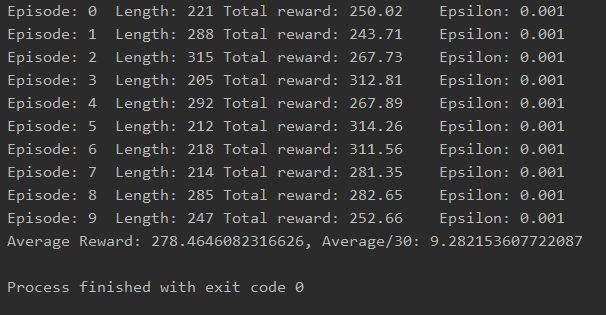 Episode: 0  Length: 221 Total reward: 250.02    Epsilon: 0.001
Episode: 1  Length: 288 Total reward: 243.71    Epsilon: 0.001
Episode: 2  Length: 315 Total reward: 267.73    Epsilon: 0.001
Episode: 3  Length: 205 Total reward: 312.81    Epsilon: 0.001
Episode: 4  Length: 292 Total reward: 267.89    Epsilon: 0.001
Episode: 5  Length: 212 Total reward: 314.26    Epsilon: 0.001
Episode: 6  Length: 218 Total reward: 311.56    Epsilon: 0.001
Episode: 7  Length: 214 Total reward: 281.35    Epsilon: 0.001
Episode: 8  Length: 285 Total reward: 282.65    Epsilon: 0.001
Episode: 9  Length: 247 Total reward: 252.66    Epsilon: 0.001
Average Reward: 278.4646082316626, Average/30: 9.282153607722087
Process finished with exit code 0